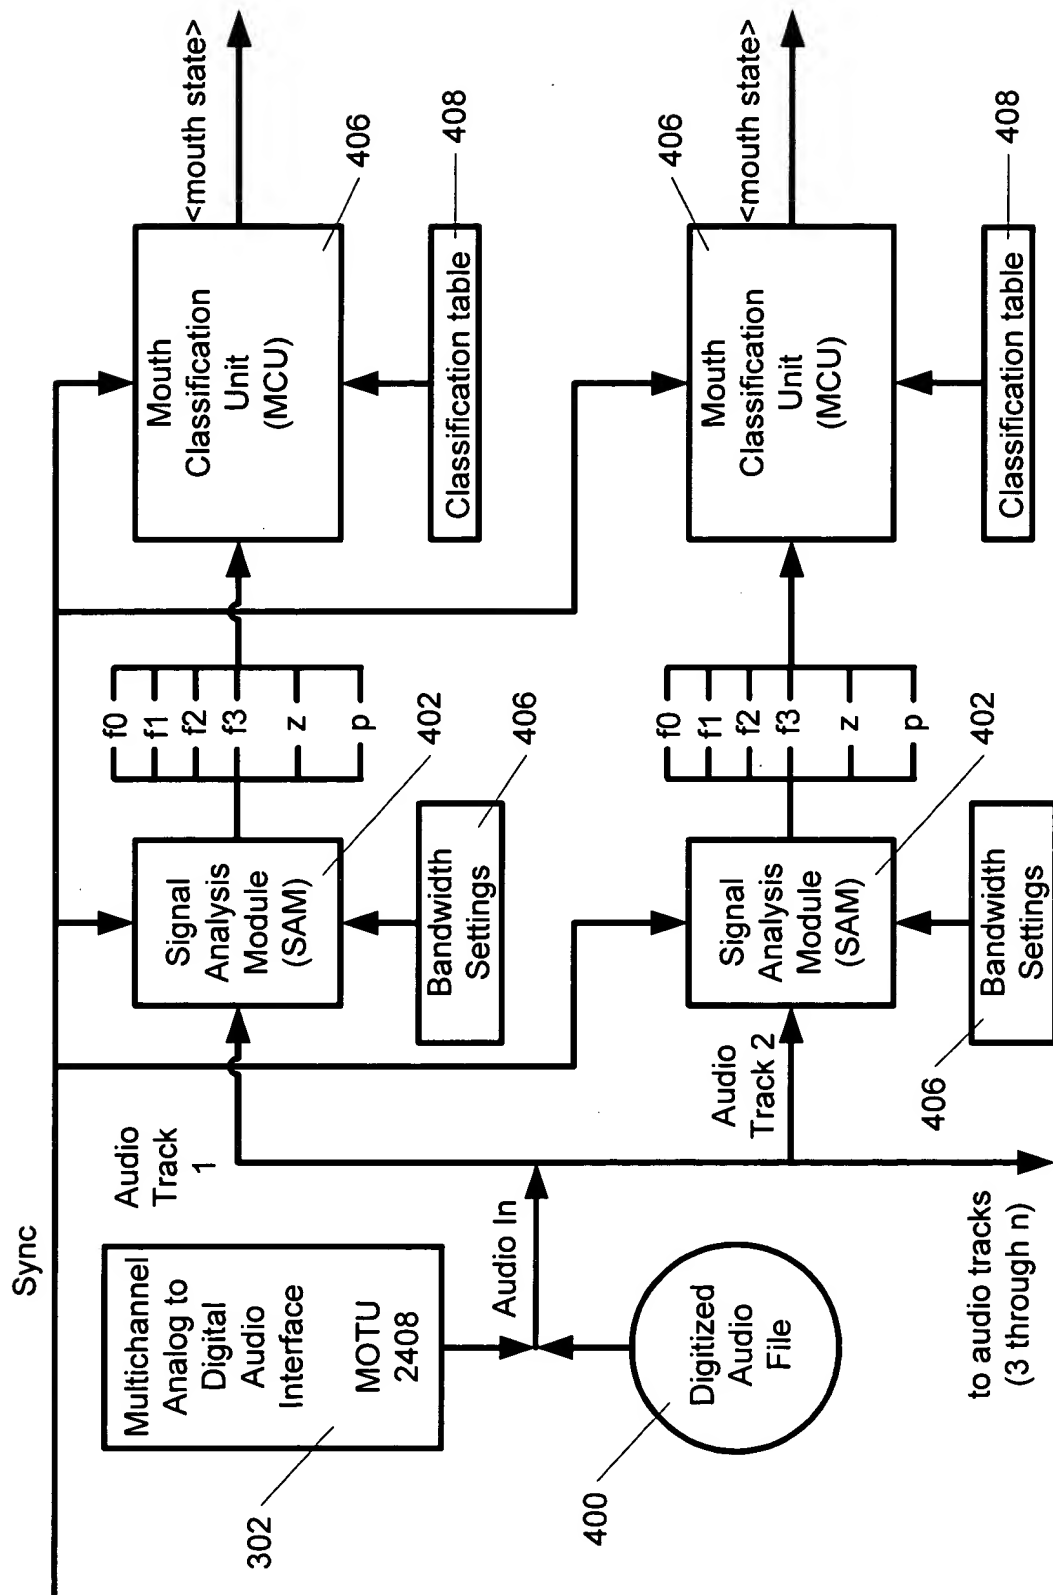 Sync
Multichannel
Analog to
Digital
Audio
Interface
MOTU
2408
302
Digitized
Audio
File
400
Audio In
Audio
Track
1
Signal
Analysis
Module
(SAM)
402
Bandwidth
Settings
406
f0
f1
f2
f3
z
p
Mouth
Classification
Unit
(MCU)
406
Classification table
408
<mouth state>
Audio
Track 2
Signal
Analysis
Module
(SAM)
402
Bandwidth
Settings
406
f0
f1
f2
f3
z
p
Mouth
Classification
Unit
(MCU)
406
Classification table
408
<mouth state>
to audio tracks
(3 through n)